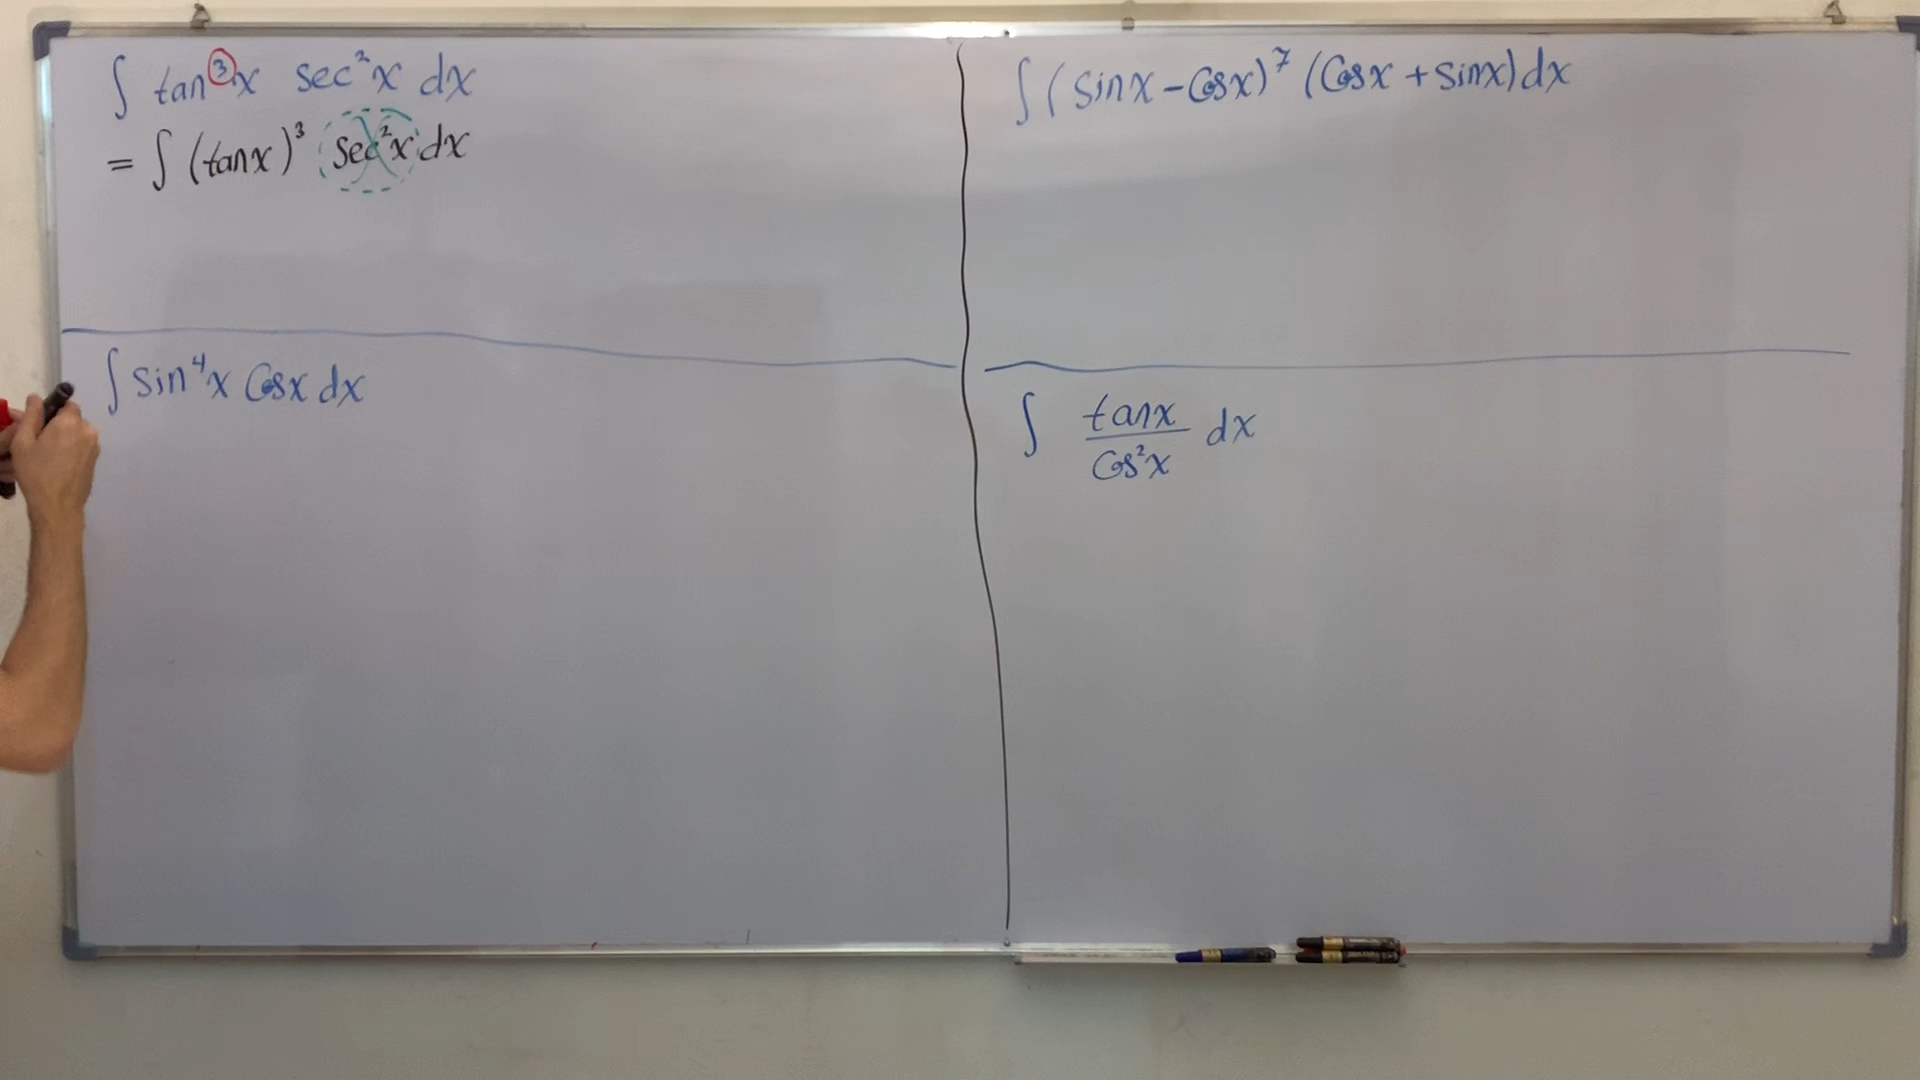 ∫ tan³x sec²x dx
= ∫ (tanx)³ sec²x dx
∫ sin⁴x Cosx dx
∫ (sinx - Cosx)⁷ (Cosx + sinx) dx
∫ tanx / Cos²x dx